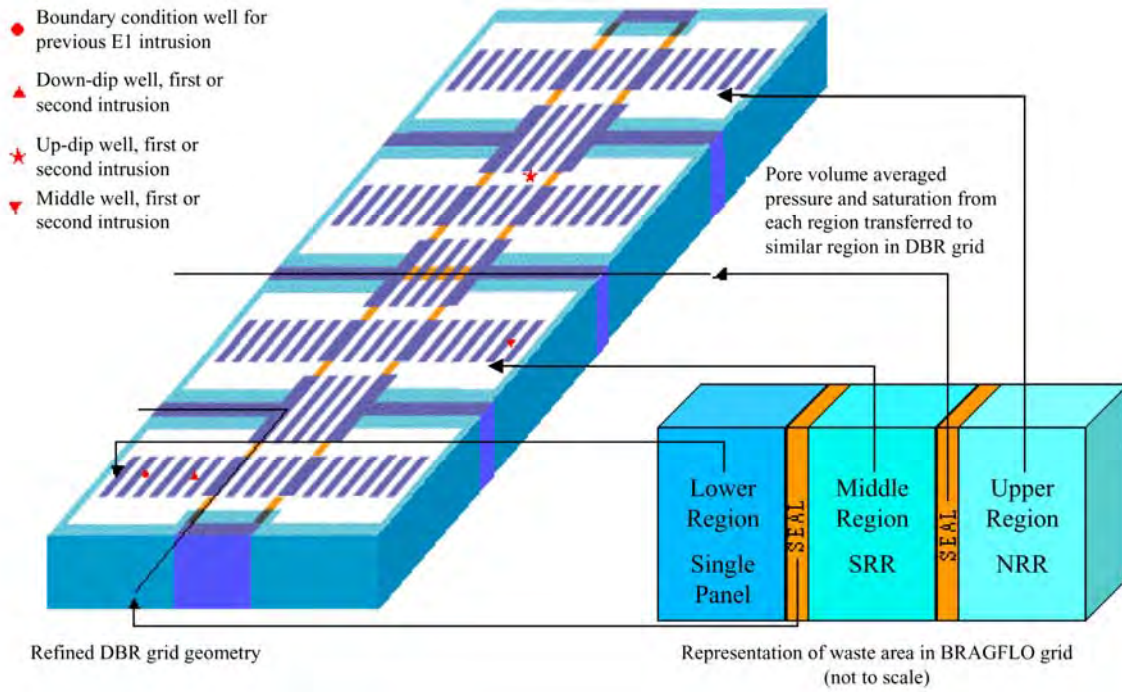 Boundary condition well for
previous E1 intrusion
Down-dip well, first or
second intrusion
Up-dip well, first or
second intrusion
Middle well, first or
second intrusion
Pore volume averaged
pressure and saturation from
each region transferred to
similar region in DBR grid
Lower
Region
Single
Panel
SEAL
Middle
Region
SRR
SEAL
Upper
Region
NRR
Refined DBR grid geometry
Representation of waste area in BRAGFLO grid
(not to scale)